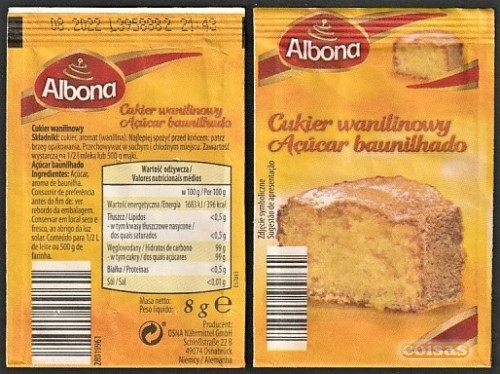 08.2022 L395888 2 21:43
Albona
Cukier wanilinowy
Açúcar baunilhado
Cukier wanilinowy
Składniki: cukier, aromat (wanilina). Najlepiej spożyć przed końcem: patrz
brzeg opakowania. Przechowywać w suchym i chłodnym miejscu. Zawartość
wystarcza na 1/2 l mleka lub 500 g mąki.
Açúcar baunilhado
Ingredientes: Açúcar,
aroma de baunilha.
Consumir de preferência
antes do fim de: ver
rebordo da embalagem.
Conservar em local seco e
fresco, ao abrigo da luz
solar. Conteúdo para 1/2 L
de leite ou 500 g de
farinha.
Wartość odżywcza /
Valores nutricionais médios
w 100 g / Por 100 g
Wartość energetyczna /Energia 1683 kJ / 396 kcal
Tłuszcz / Lípidos <0,5 g
- w tym kwasy tłuszczowe nasycone /
dos quais saturados <0,5 g
Węglowodany / Hidratos de carbono 99 g
- w tym cukry / dos quais açúcares 99 g
Białko / Proteínas <0,5 g
Sól / Sal <0,01 g
Masa netto:
Peso líquido: 8 g e
Producent:
OSNA Nährmittel GmbH
Schloßstraße 22 B
49074 Osnabrück
Niemcy / Alemanha
28019961
Albona
Cukier wanilinowy
Açúcar baunilhado
Zdjęcie symboliczne
Sugestão de apresentação
coisas